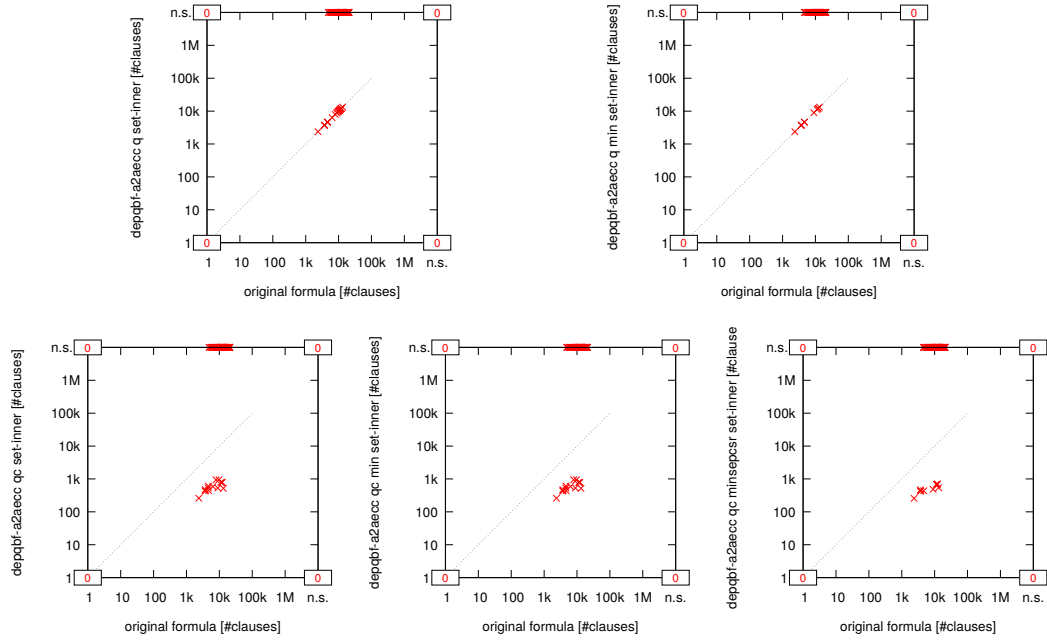 depqbf-a2aecc q set-inner [#clauses]
n.s.
1M
100k
10k
1k
100
10
1
0
0
0
0
1 10 100 1k 10k 100k 1M n.s.
original formula [#clauses]
depqbf-a2aecc q min set-inner [#clauses]
n.s.
1M
100k
10k
1k
100
10
1
0
0
0
0
1 10 100 1k 10k 100k 1M n.s.
original formula [#clauses]
depqbf-a2aecc qc set-inner [#clauses]
n.s.
1M
100k
10k
1k
100
10
1
0
0
0
0
1 10 100 1k 10k 100k 1M n.s.
original formula [#clauses]
depqbf-a2aecc qc min set-inner [#clauses]
n.s.
1M
100k
10k
1k
100
10
1
0
0
0
0
1 10 100 1k 10k 100k 1M n.s.
original formula [#clauses]
depqbf-a2aecc qc minsepcsr set-inner [#clause
n.s.
1M
100k
10k
1k
100
10
1
0
0
0
0
1 10 100 1k 10k 100k 1M n.s.
original formula [#clauses]